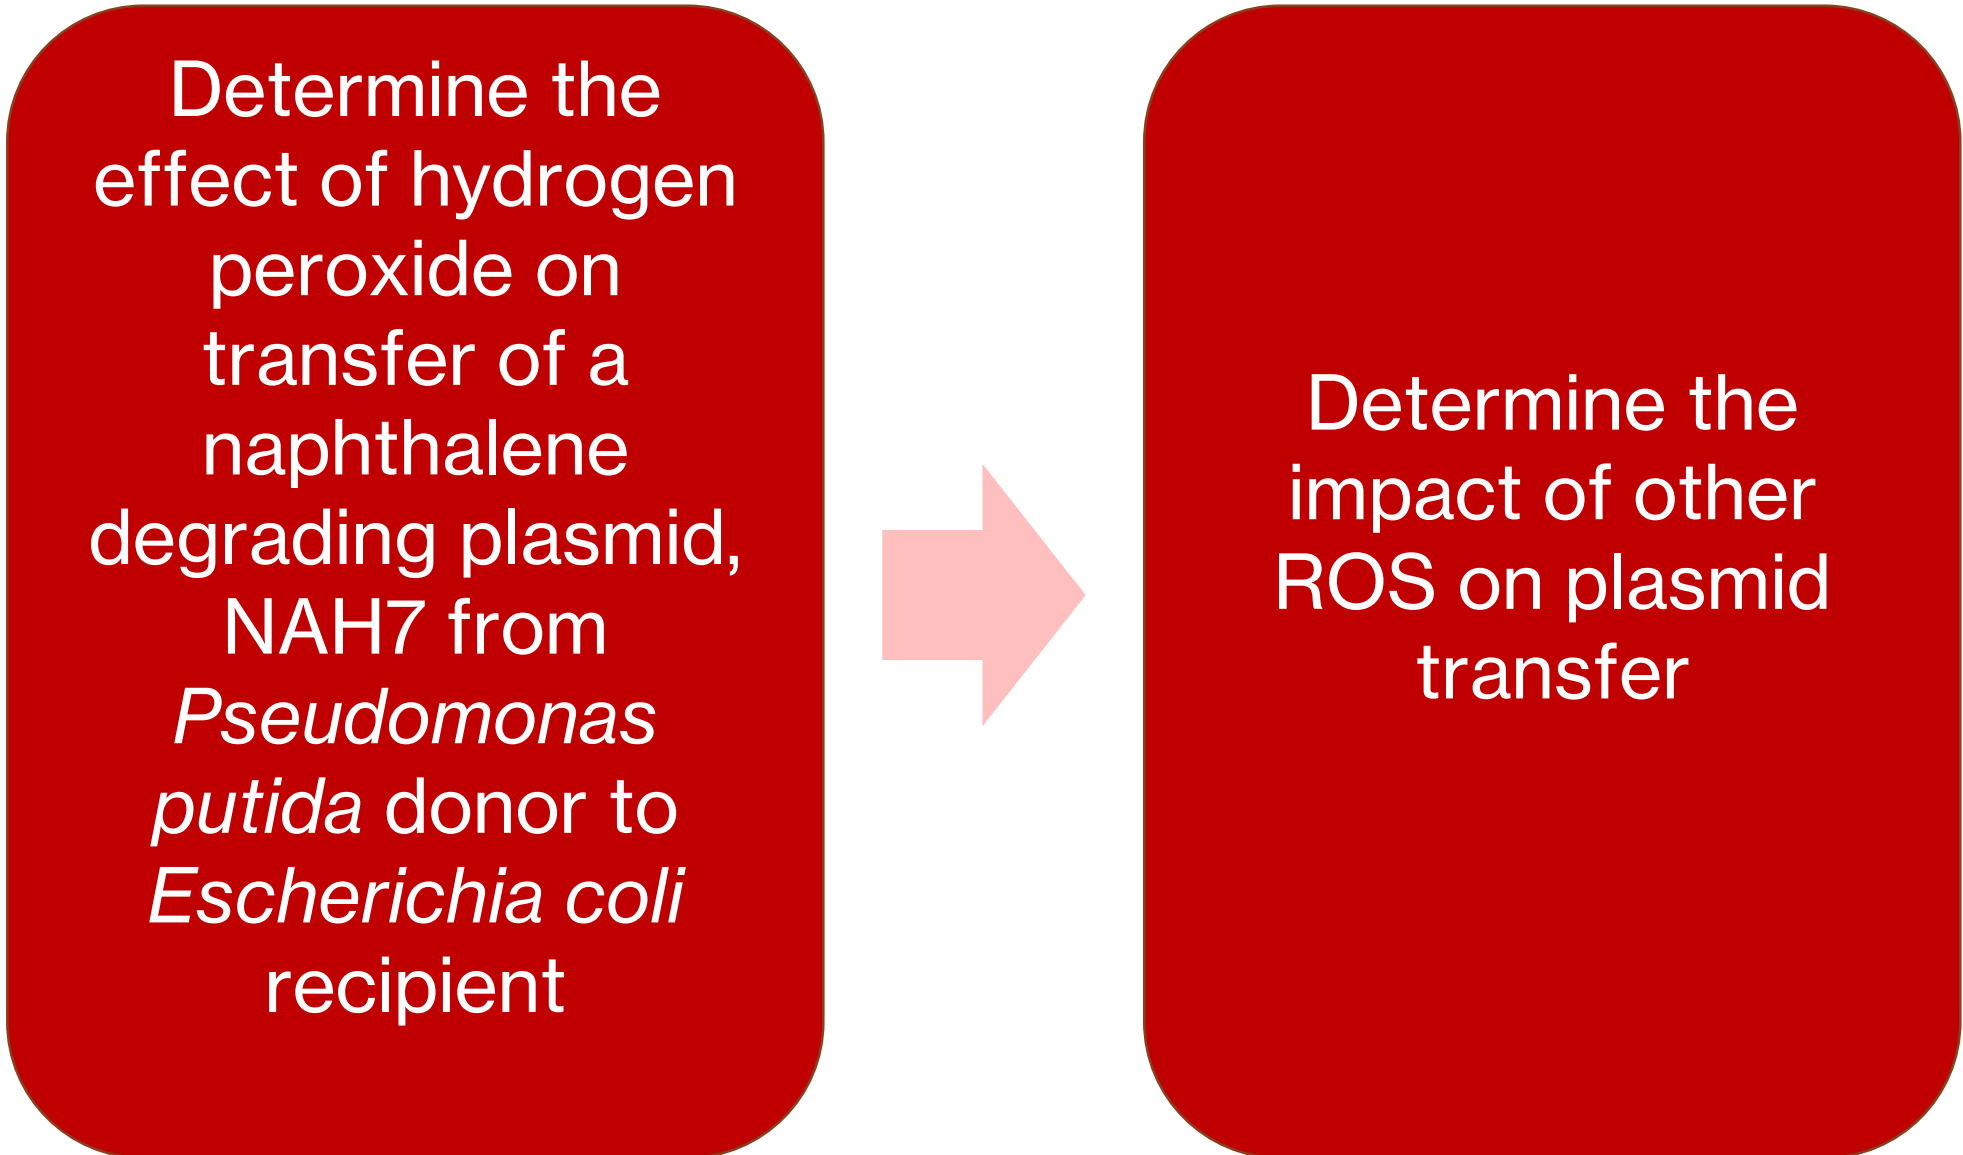 Determine the
effect of hydrogen
peroxide on
transfer of a
naphthalene
degrading plasmid,
NAH7 from
Pseudomonas
putida donor to
Escherichia coli
recipient
Determine the
impact of other
ROS on plasmid
transfer